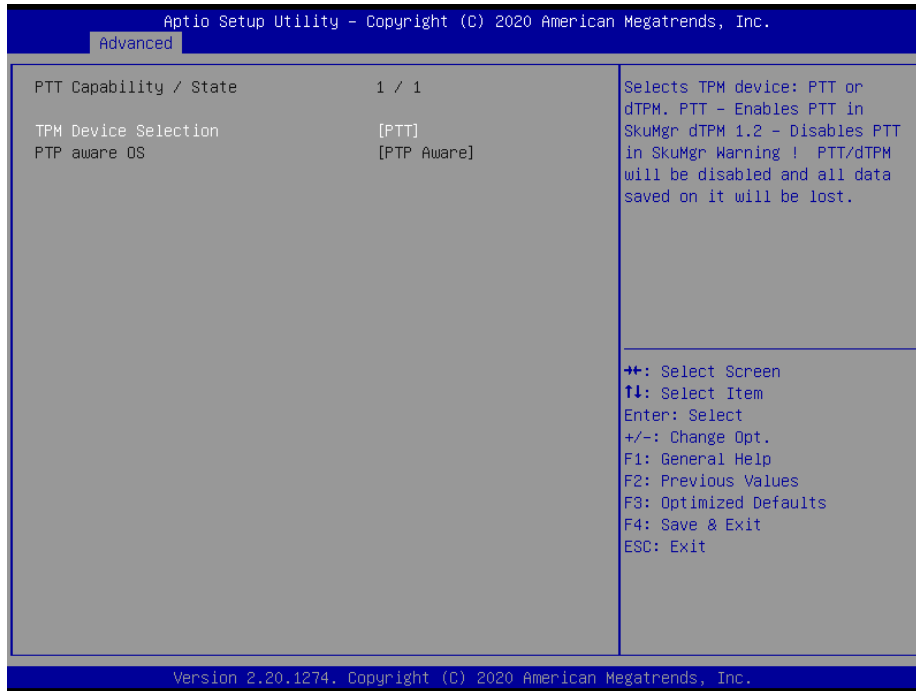 Aptio Setup Utility – Copyright (C) 2020 American Megatrends, Inc.
Advanced
PTT Capability / State 1 / 1
TPM Device Selection [PTT]
PTP aware OS [PTP Aware]
Selects TPM device: PTT or
dTPM. PTT – Enables PTT in
SkuMgr dTPM 1.2 – Disables PTT
in SkuMgr Warning ! PTT/dTPM
will be disabled and all data
saved on it will be lost.
→←: Select Screen
↑↓: Select Item
Enter: Select
+/-: Change Opt.
F1: General Help
F2: Previous Values
F3: Optimized Defaults
F4: Save & Exit
ESC: Exit
Version 2.20.1274. Copyright (C) 2020 American Megatrends, Inc.